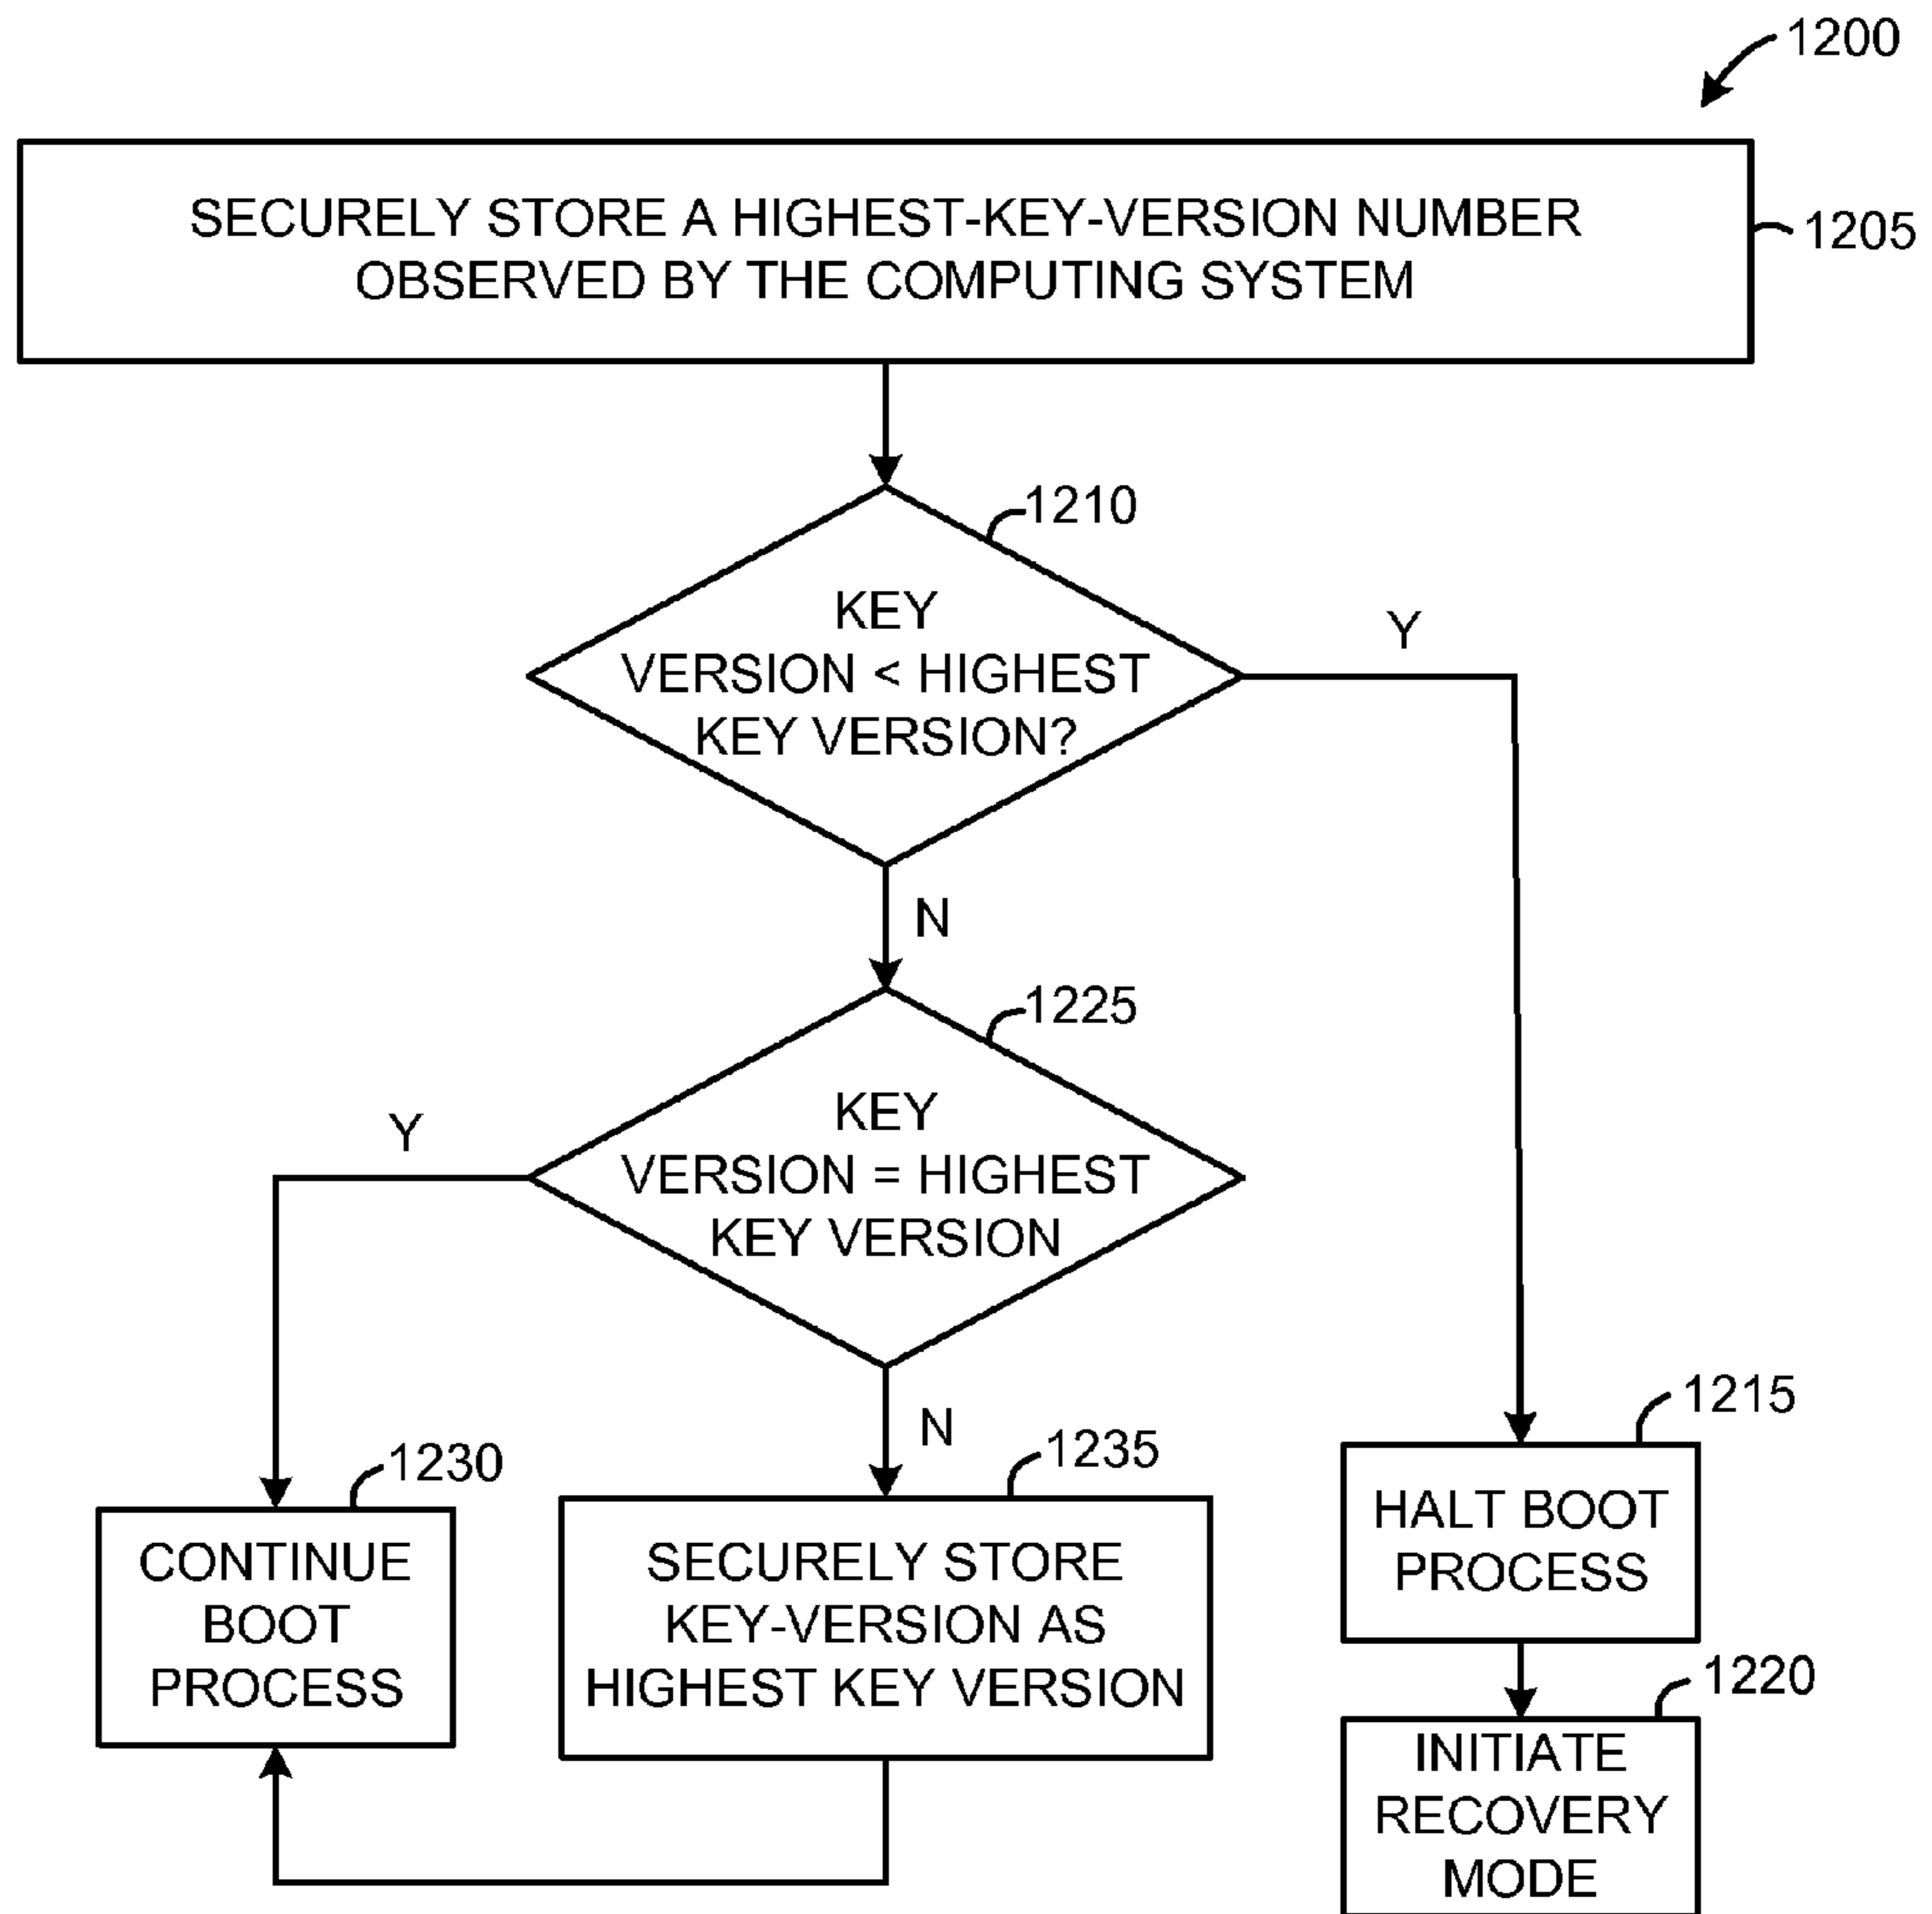 1200
SECURELY STORE A HIGHEST-KEY-VERSION NUMBER
OBSERVED BY THE COMPUTING SYSTEM
1205
1210
KEY
VERSION < HIGHEST
KEY VERSION?
Y
N
1225
KEY
VERSION = HIGHEST
KEY VERSION
Y
N
1230
CONTINUE
BOOT
PROCESS
1235
SECURELY STORE
KEY-VERSION AS
HIGHEST KEY VERSION
1215
HALT BOOT
PROCESS
1220
INITIATE
RECOVERY
MODE